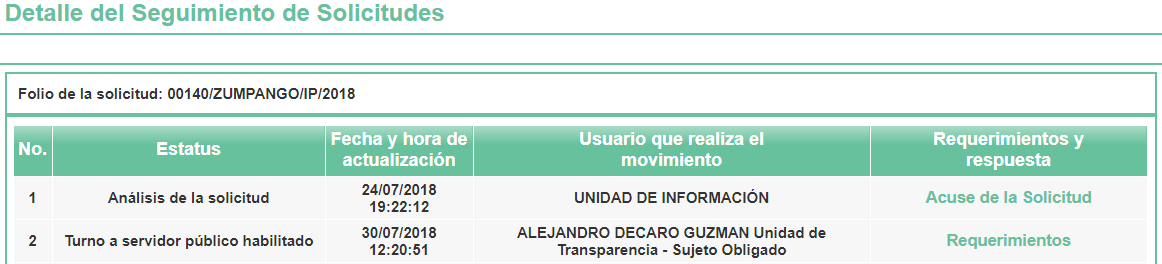 Detalle del Seguimiento de Solicitudes
Folio de la solicitud: 00140/ZUMPANGO/IP/2018
No.
Estatus
Fecha y hora de
actualización
Usuario que realiza el
movimiento
Requerimientos y
respuesta
1
Análisis de la solicitud
24/07/2018
19:22:12
UNIDAD DE INFORMACIÓN
Acuse de la Solicitud
2
Turno a servidor público habilitado
30/07/2018
12:20:51
ALEJANDRO DECARO GUZMAN Unidad de
Transparencia - Sujeto Obligado
Requerimientos